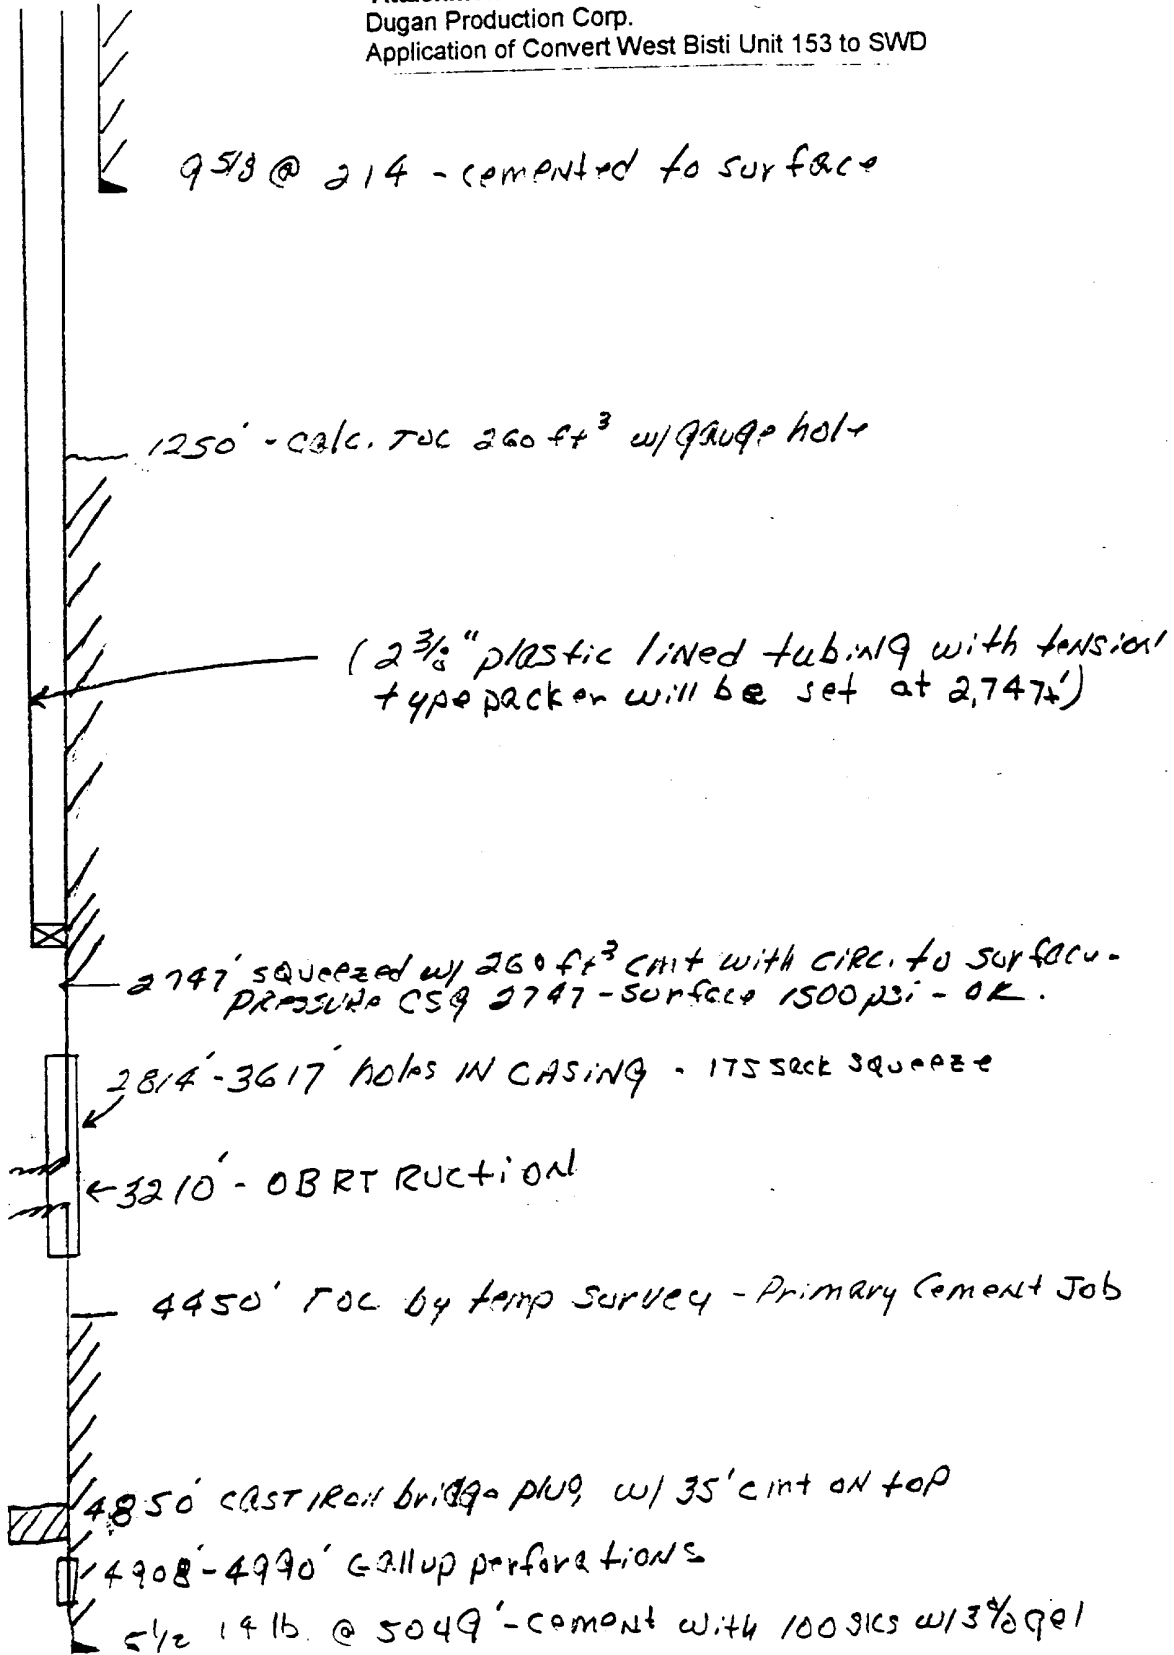 Dugan Production Corp.
Application of Convert West Bisti Unit 153 to SWD
9 5/8 @ 214 - cemented to surface
1250' - calc. TOC 260 ft³ w/ gauge hole
(2 3/8" plastic lined tubing with tension
type packer will be set at 2,747±')
2747' squeezed w/ 260 ft³ cmt with CIRC. to surface -
PRESSURE CSG 2747 - surface 1500 psi - OK.
2814' - 3617' holes IN CASING - 175 sack squeeze
3210' - OBRTRUCTION
4450' TOC by temp survey - Primary Cement Job
4850' CAST IRON bridge plug w/ 35' cmt ON top
4908' - 4990' Gallup perforations
5 1/2 14 lb. @ 5049' - cement with 100 sks w/ 3% gel